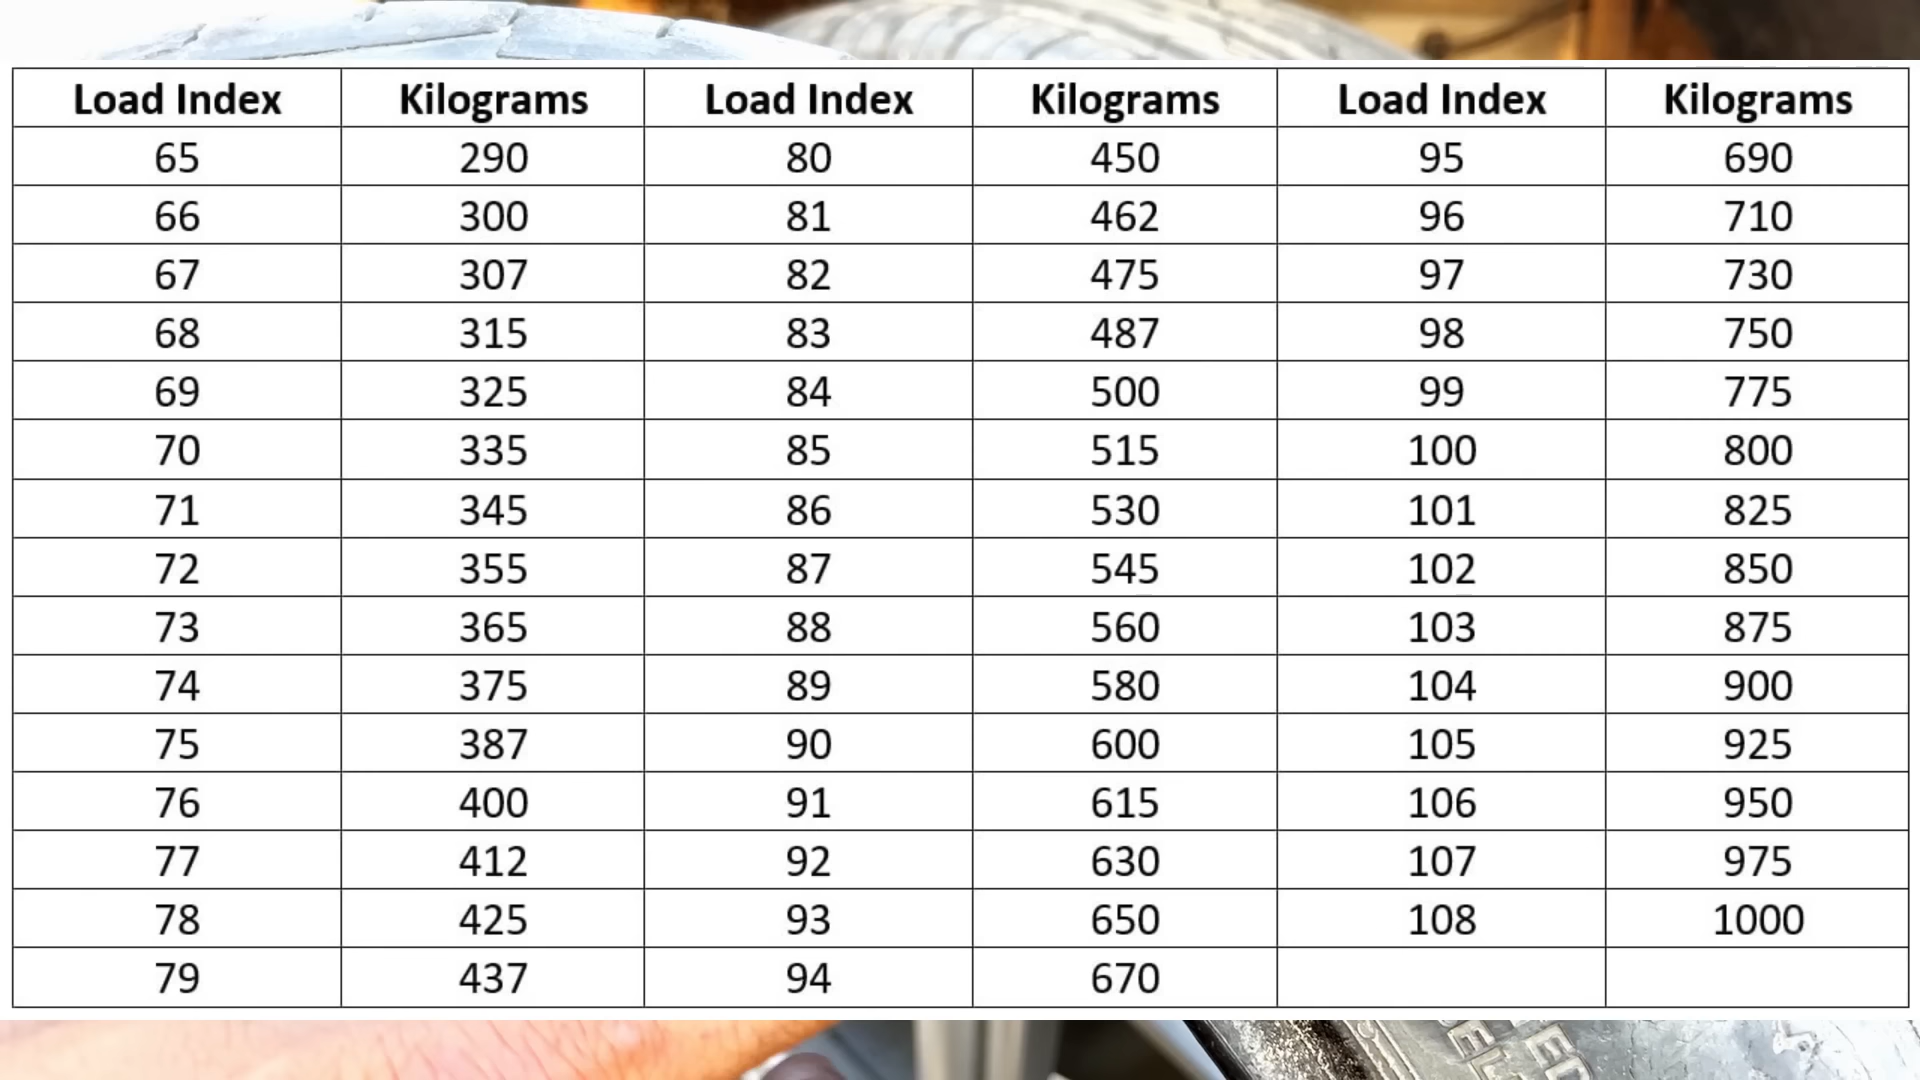 Load Index Kilograms Load Index Kilograms Load Index Kilograms
65 290 80 450 95 690
66 300 81 462 96 710
67 307 82 475 97 730
68 315 83 487 98 750
69 325 84 500 99 775
70 335 85 515 100 800
71 345 86 530 101 825
72 355 87 545 102 850
73 365 88 560 103 875
74 375 89 580 104 900
75 387 90 600 105 925
76 400 91 615 106 950
77 412 92 630 107 975
78 425 93 650 108 1000
79 437 94 670